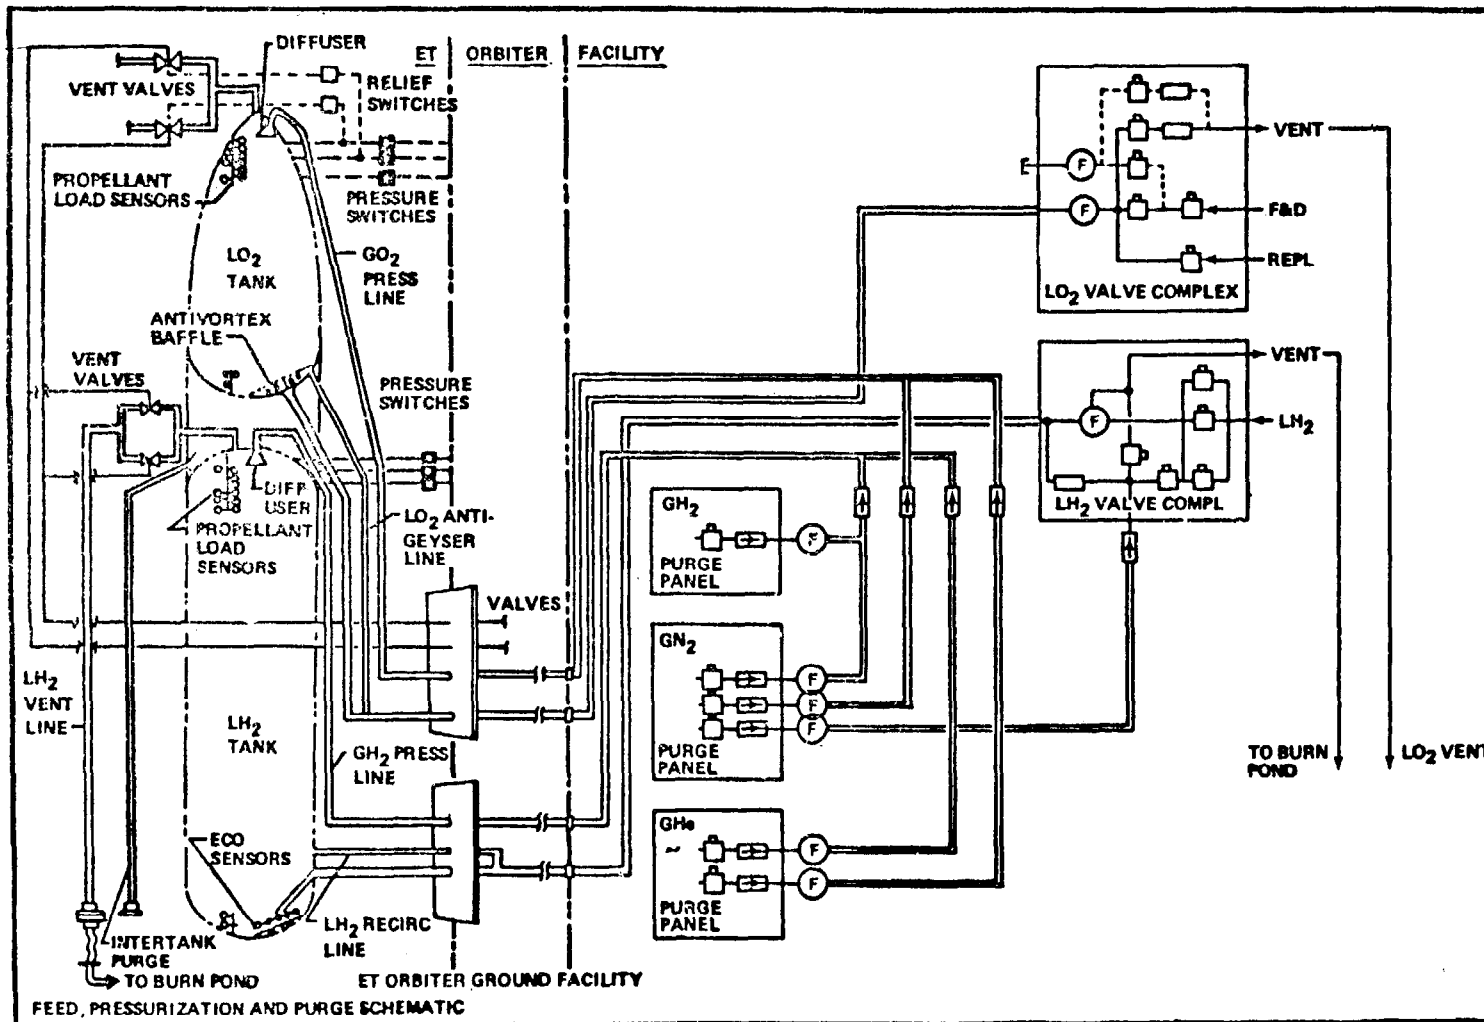 DIFFUSER
ET
ORBITER
FACILITY
VENT VALVES
RELIEF
SWITCHES
PROPELLANT
LOAD SENSORS
PRESSURE
SWITCHES
LO2
TANK
GO2
PRESS
LINE
ANTIVORTEX
BAFFLE
VENT
VALVES
PRESSURE
SWITCHES
DIFF
USER
PROPELLANT
LOAD
SENSORS
LO2 ANTI-
GEYSER
LINE
VALVES
LH2
VENT
LINE
LH2
TANK
GH2 PRESS
LINE
ECO
SENSORS
LH2 RECIRC
LINE
INTERTANK
PURGE
TO BURN POND
ET ORBITER GROUND FACILITY
FEED, PRESSURIZATION AND PURGE SCHEMATIC
GH2
F
PURGE
PANEL
GN2
F
F
F
PURGE
PANEL
GHe
~
F
F
PURGE
PANEL
F
F
VENT
F&D
REPL
LO2 VALVE COMPLEX
VENT
F
LH2
LH2 VALVE COMPL
TO BURN
POND
LO2 VENT